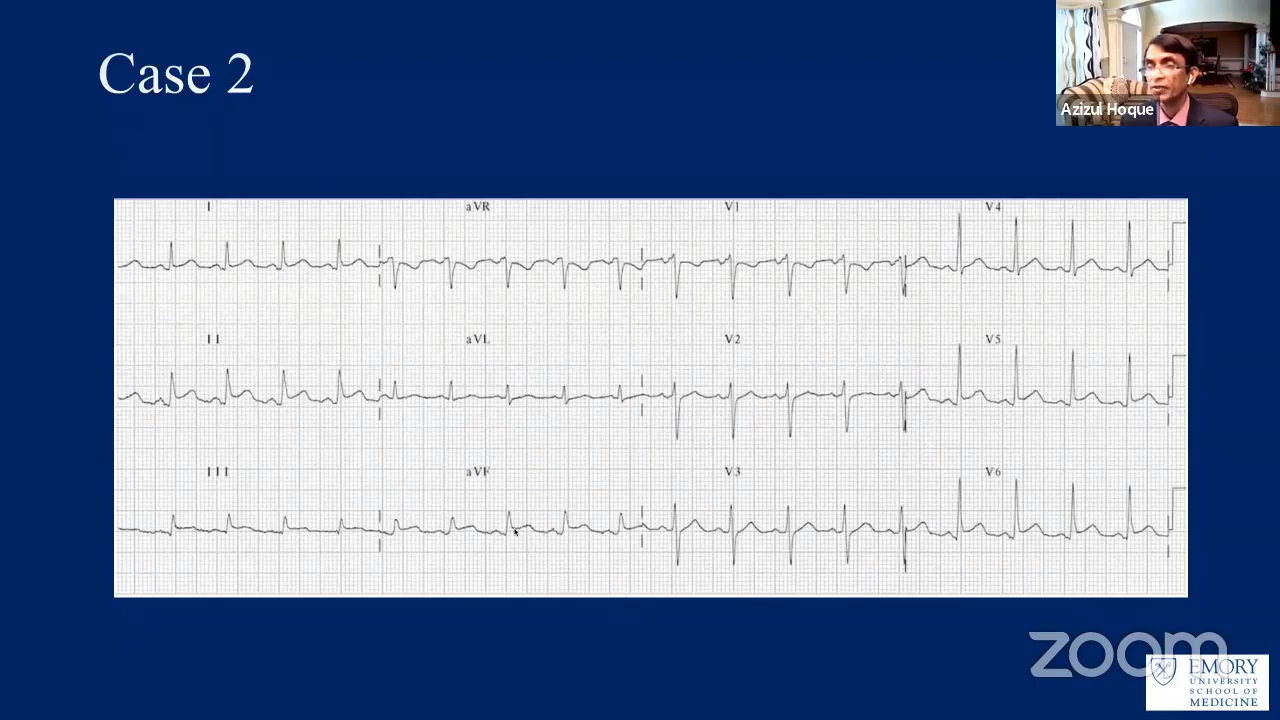 Case 2
Azizul Hoque
I
aVR
V1
V4
II
aVL
V2
V5
III
aVF
V3
V6
zoom
EMORY
UNIVERSITY
SCHOOL OF
MEDICINE